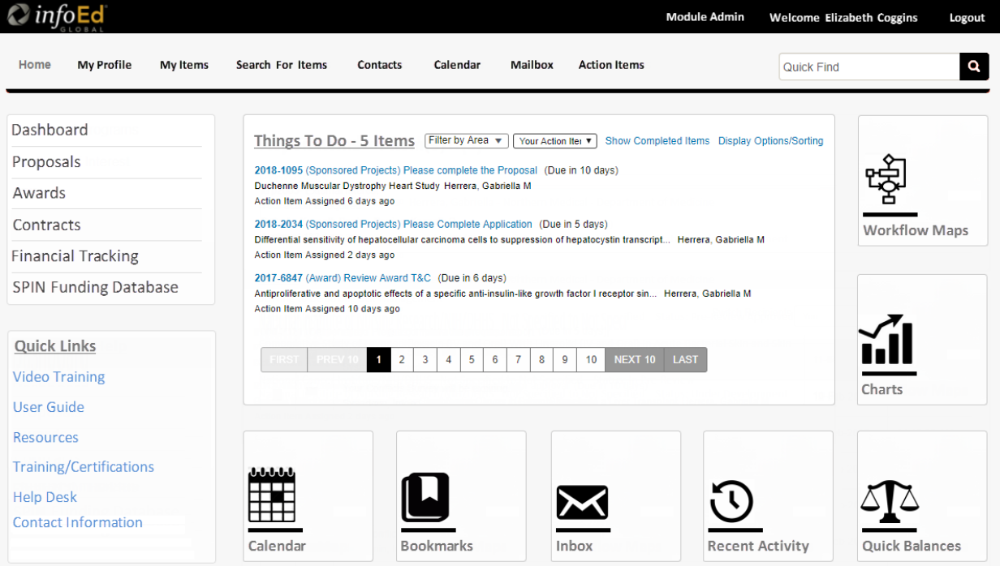 infoEd
GLOBAL
Module Admin Welcome Elizabeth Coggins Logout
Home My Profile My Items Search For Items Contacts Calendar Mailbox Action Items Quick Find
Dashboard
Proposals
Awards
Contracts
Financial Tracking
SPIN Funding Database
Quick Links
Video Training
User Guide
Resources
Training/Certifications
Help Desk
Contact Information
Things To Do - 5 Items Filter by Area Your Action Iter Show Completed Items Display Options/Sorting
2018-1095 (Sponsored Projects) Please complete the Proposal (Due in 10 days)
Duchenne Muscular Dystrophy Heart Study Herrera, Gabriella M
Action Item Assigned 6 days ago
2018-2034 (Sponsored Projects) Please Complete Application (Due in 5 days)
Differential sensitivity of hepatocellular carcinoma cells to suppression of hepatocystin transcript... Herrera, Gabriella M
Action Item Assigned 2 days ago
2017-6847 (Award) Review Award T&C (Due in 6 days)
Antiproliferative and apoptotic effects of a specific anti-insulin-like growth factor I receptor sin... Herrera, Gabriella M
Action Item Assigned 10 days ago
FIRST PREV 10 1 2 3 4 5 6 7 8 9 10 NEXT 10 LAST
Workflow Maps
Charts
Calendar Bookmarks Inbox Recent Activity Quick Balances